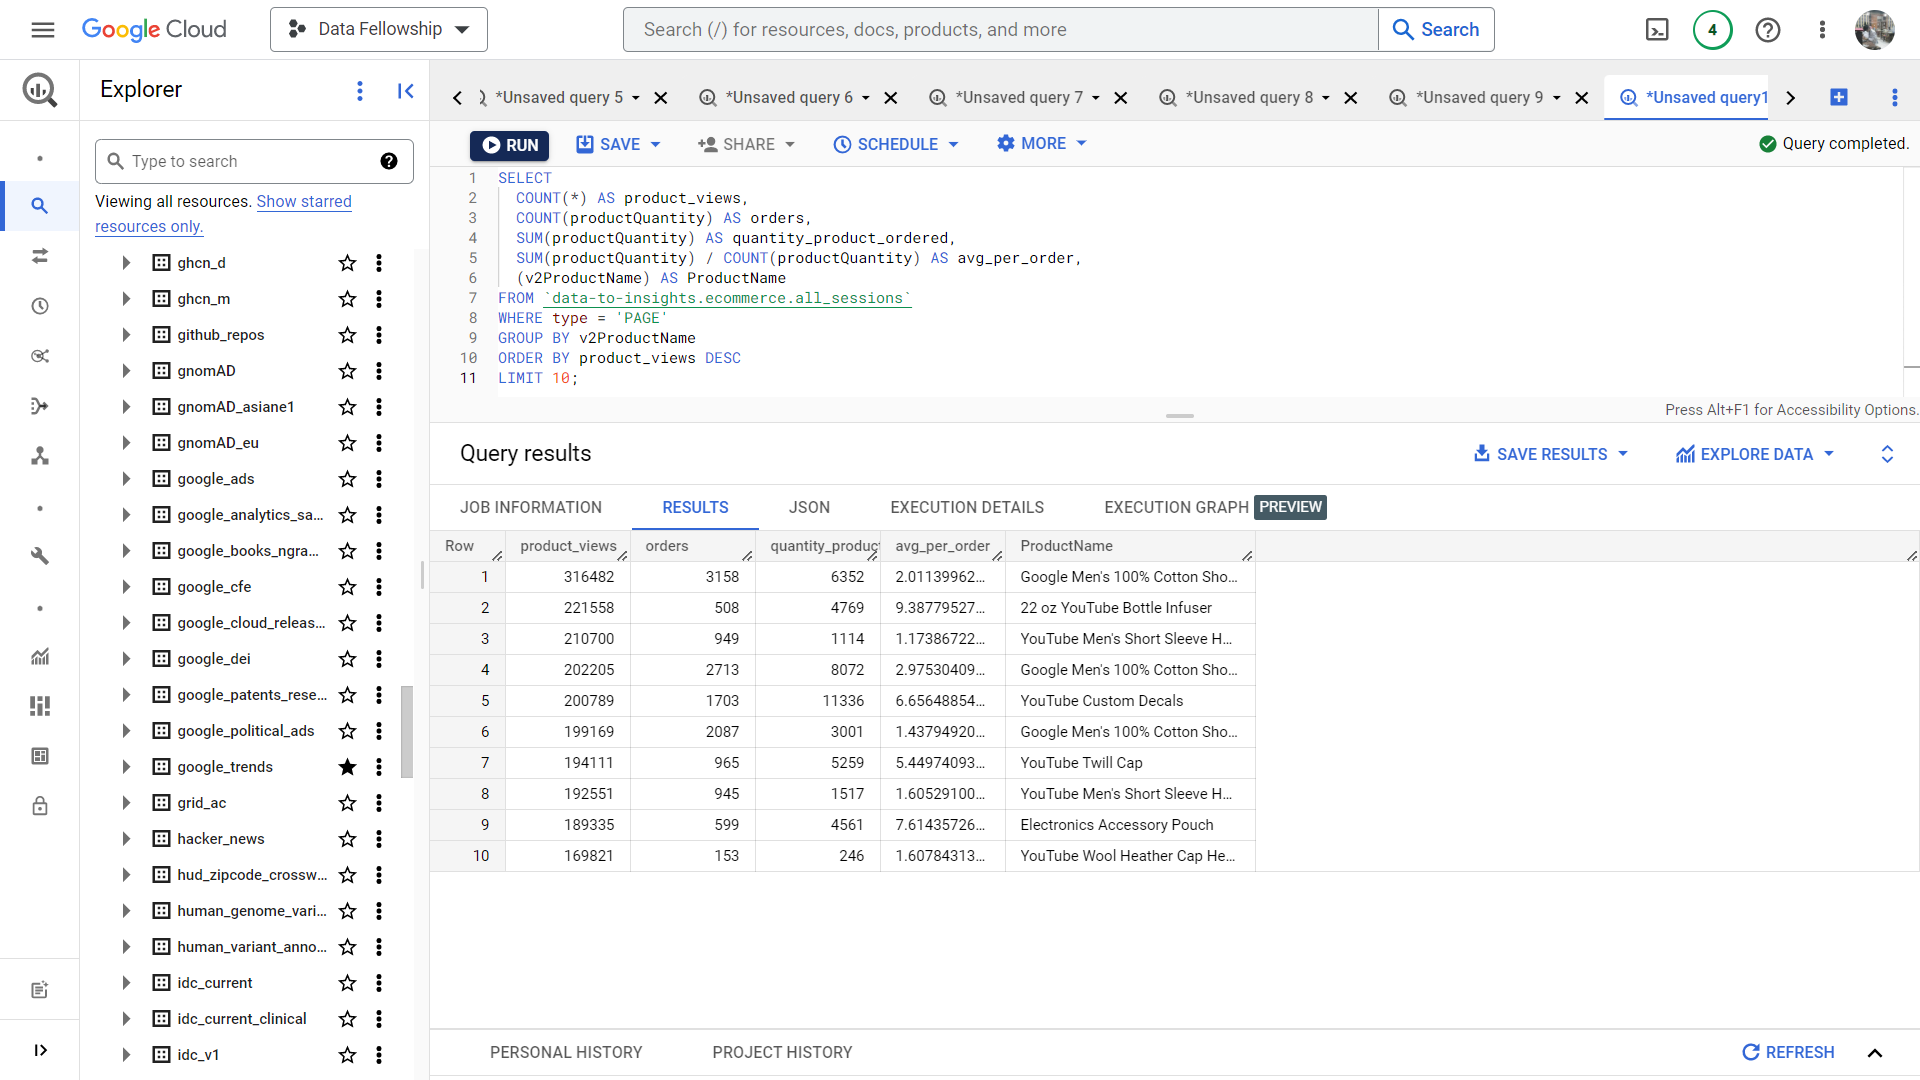 Google Cloud
Data Fellowship
Search (/) for resources, docs, products, and more
Search
4
Explorer
*Unsaved query 5
*Unsaved query 6
*Unsaved query 7
*Unsaved query 8
*Unsaved query 9
*Unsaved query1
RUN
SAVE
SHARE
SCHEDULE
MORE
Query completed.
Type to search
Viewing all resources. Show starred
resources only.
ghcn_d
ghcn_m
github_repos
gnomAD
gnomAD_asiane1
gnomAD_eu
google_ads
google_analytics_sa...
google_books_ngra...
google_cfe
google_cloud_releas...
google_dei
google_patents_rese...
google_political_ads
google_trends
grid_ac
hacker_news
hud_zipcode_crossw...
human_genome_vari...
human_variant_anno...
idc_current
idc_current_clinical
idc_v1
1 SELECT
2 COUNT(*) AS product_views,
3 COUNT(productQuantity) AS orders,
4 SUM(productQuantity) AS quantity_product_ordered,
5 SUM(productQuantity) / COUNT(productQuantity) AS avg_per_order,
6 (v2ProductName) AS ProductName
7 FROM `data-to-insights.ecommerce.all_sessions`
8 WHERE type = 'PAGE'
9 GROUP BY v2ProductName
10 ORDER BY product_views DESC
11 LIMIT 10;
Press Alt+F1 for Accessibility Options.
Query results
SAVE RESULTS
EXPLORE DATA
JOB INFORMATION
RESULTS
JSON
EXECUTION DETAILS
EXECUTION GRAPH PREVIEW
Row product_views orders quantity_produc avg_per_order ProductName
1 316482 3158 6352 2.01139962... Google Men's 100% Cotton Sho...
2 221558 508 4769 9.38779527... 22 oz YouTube Bottle Infuser
3 210700 949 1114 1.17386722... YouTube Men's Short Sleeve H...
4 202205 2713 8072 2.97530409... Google Men's 100% Cotton Sho...
5 200789 1703 11336 6.65648854... YouTube Custom Decals
6 199169 2087 3001 1.43794920... Google Men's 100% Cotton Sho...
7 194111 965 5259 5.44974093... YouTube Twill Cap
8 192551 945 1517 1.60529100... YouTube Men's Short Sleeve H...
9 189335 599 4561 7.61435726... Electronics Accessory Pouch
10 169821 153 246 1.60784313... YouTube Wool Heather Cap He...
PERSONAL HISTORY
PROJECT HISTORY
REFRESH